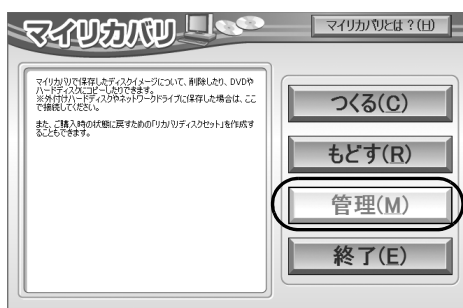 マイリカバリ
マイリカバリとは？(H)
マイリカバリで保存したディスクイメージについて、削除したり、DVDや
ハードディスクにコピーしたりできます。
※外付けハードディスクやネットワークドライブに保存した場合は、ここ
で接続してください。
また、ご購入時の状態に戻すための「リカバリディスクセット」を作成す
ることもできます。
つくる(C)
もどす(R)
管理(M)
終了(E)